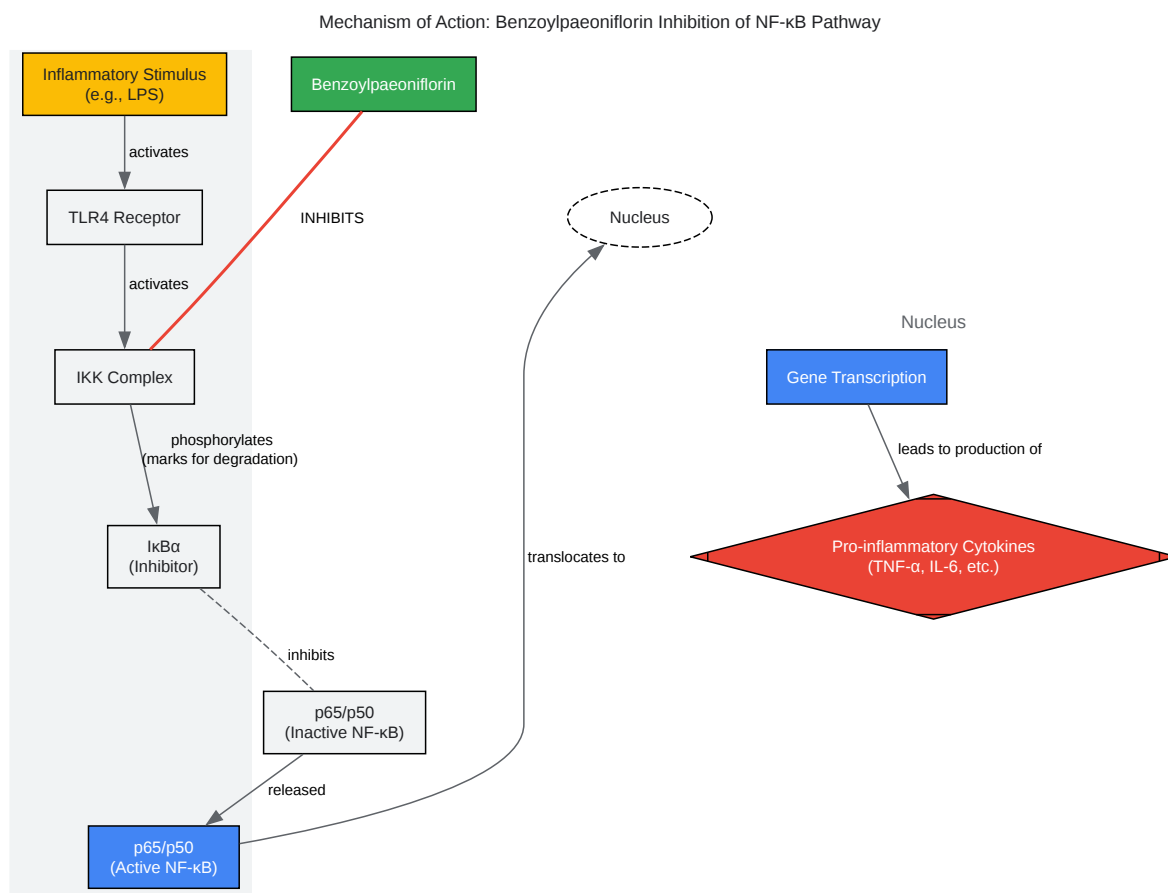 Mechanism of Action: Benzoylpaeoniflorin Inhibition of NF-κB Pathway
Inflammatory Stimulus
(e.g., LPS)
Benzoylpaeoniflorin
activates
TLR4 Receptor
INHIBITS
Nucleus
activates
Nucleus
IKK Complex
Gene Transcription
phosphorylates
(marks for degradation)
leads to production of
IκBα
(Inhibitor)
translocates to
Pro-inflammatory Cytokines
(TNF-α, IL-6, etc.)
inhibits
p65/p50
(Inactive NF-κB)
released
p65/p50
(Active NF-κB)